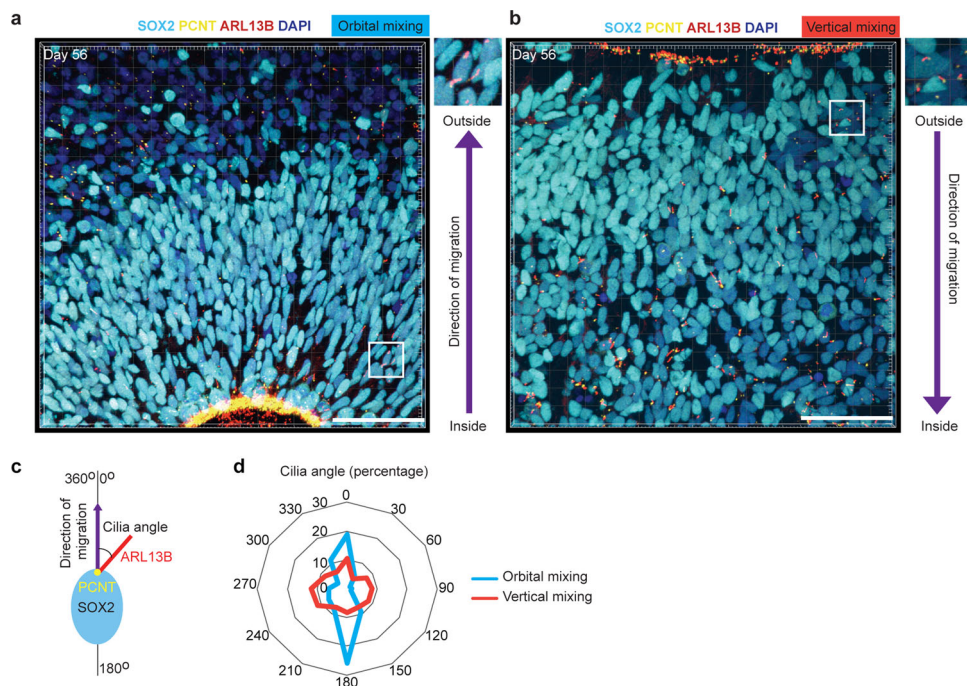 a
SOX2 PCNT ARL13B DAPI
Orbital mixing
Day 56
Outside
Direction of migration
Inside
b
SOX2 PCNT ARL13B DAPI
Vertical mixing
Day 56
Outside
Direction of migration
Inside
c
360⁰ 0⁰
Direction of
migration
Cilia angle
ARL13B
PCNT
SOX2
180⁰
d
Cilia angle (percentage)
0
30
60
90
120
150
180
210
240
270
300
330
30
20
10
0
Orbital mixing
Vertical mixing